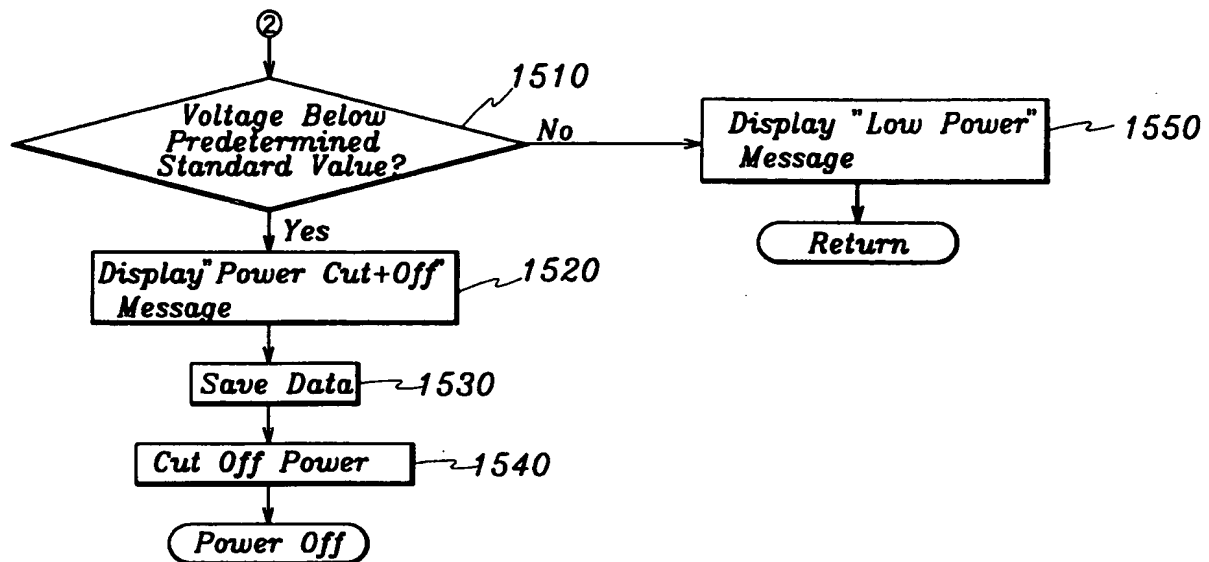 ②
1510
Voltage Below
Predetermined
Standard Value?
No
Display "Low Power"
Message
1550
Return
Yes
Display"Power Cut+Off"
Message
1520
Save Data
1530
Cut Off Power
1540
Power Off